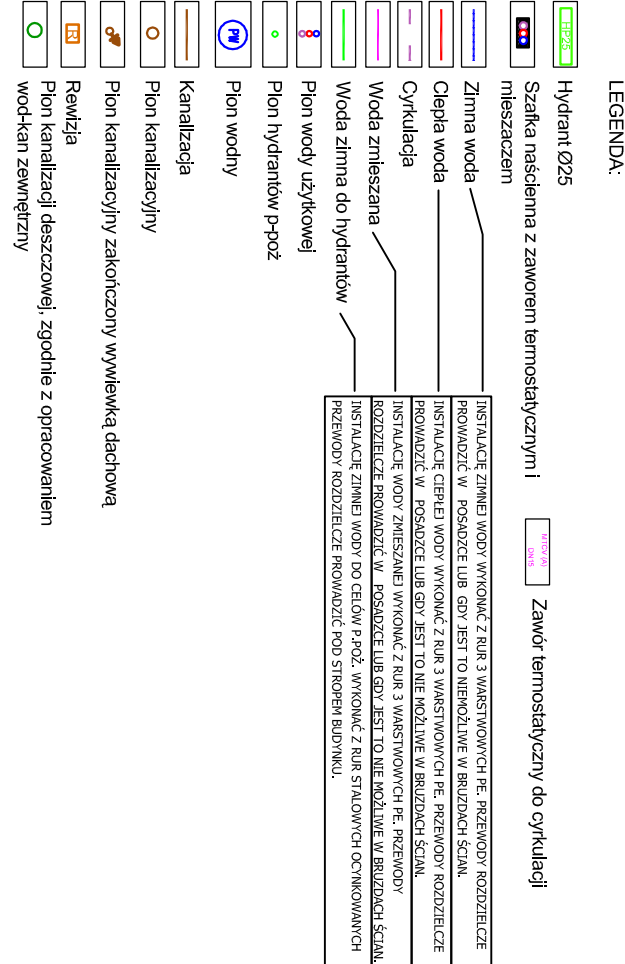 LEGENDA:
HP25
Hydrant Ø25
Szafka naścienna z zaworem termostatycznym i
mieszaczem
MTCV (A)
DN15
Zawór termostatyczny do cyrkulacji
Zimna woda
INSTALACJĘ ZIMNEJ WODY WYKONAĆ Z RUR 3 WARSTWOWYCH PE. PRZEWODY ROZDZIELCZE
PROWADZIĆ W POSADZCE LUB GDY JEST TO NIEMOŻLIWE W BRUZDACH ŚCIAN.
Ciepła woda
INSTALACJĘ CIEPŁEJ WODY WYKONAĆ Z RUR 3 WARSTWOWYCH PE. PRZEWODY ROZDZIELCZE
PROWADZIĆ W POSADZCE LUB GDY JEST TO NIE MOŻLIWE W BRUZDACH ŚCIAN.
Cyrkulacja
Woda zmieszana
INSTALACJĘ WODY ZMIESZANEJ WYKONAĆ Z RUR 3 WARSTWOWYCH PE. PRZEWODY
ROZDZIELCZE PROWADZIĆ W POSADZCE LUB GDY JEST TO NIE MOŻLIWE W BRUZDACH ŚCIAN.
Woda zimna do hydrantów
INSTALACJĘ ZIMNEJ WODY DO CELÓW P.POŻ. WYKONAĆ Z RUR STALOWYCH OCYNKOWANYCH
PRZEWODY ROZDZIELCZE PROWADZIĆ POD STROPEM BUDYNKU.
Pion wody użytkowej
Pion hydrantów p-poż
PW
Pion wodny
Kanalizacja
Pion kanalizacyjny
Pion kanalizacyjny zakończony wywiewką dachową
R
Rewizja
Pion kanalizacji deszczowej, zgodnie z opracowaniem
wod-kan zewnętrzny